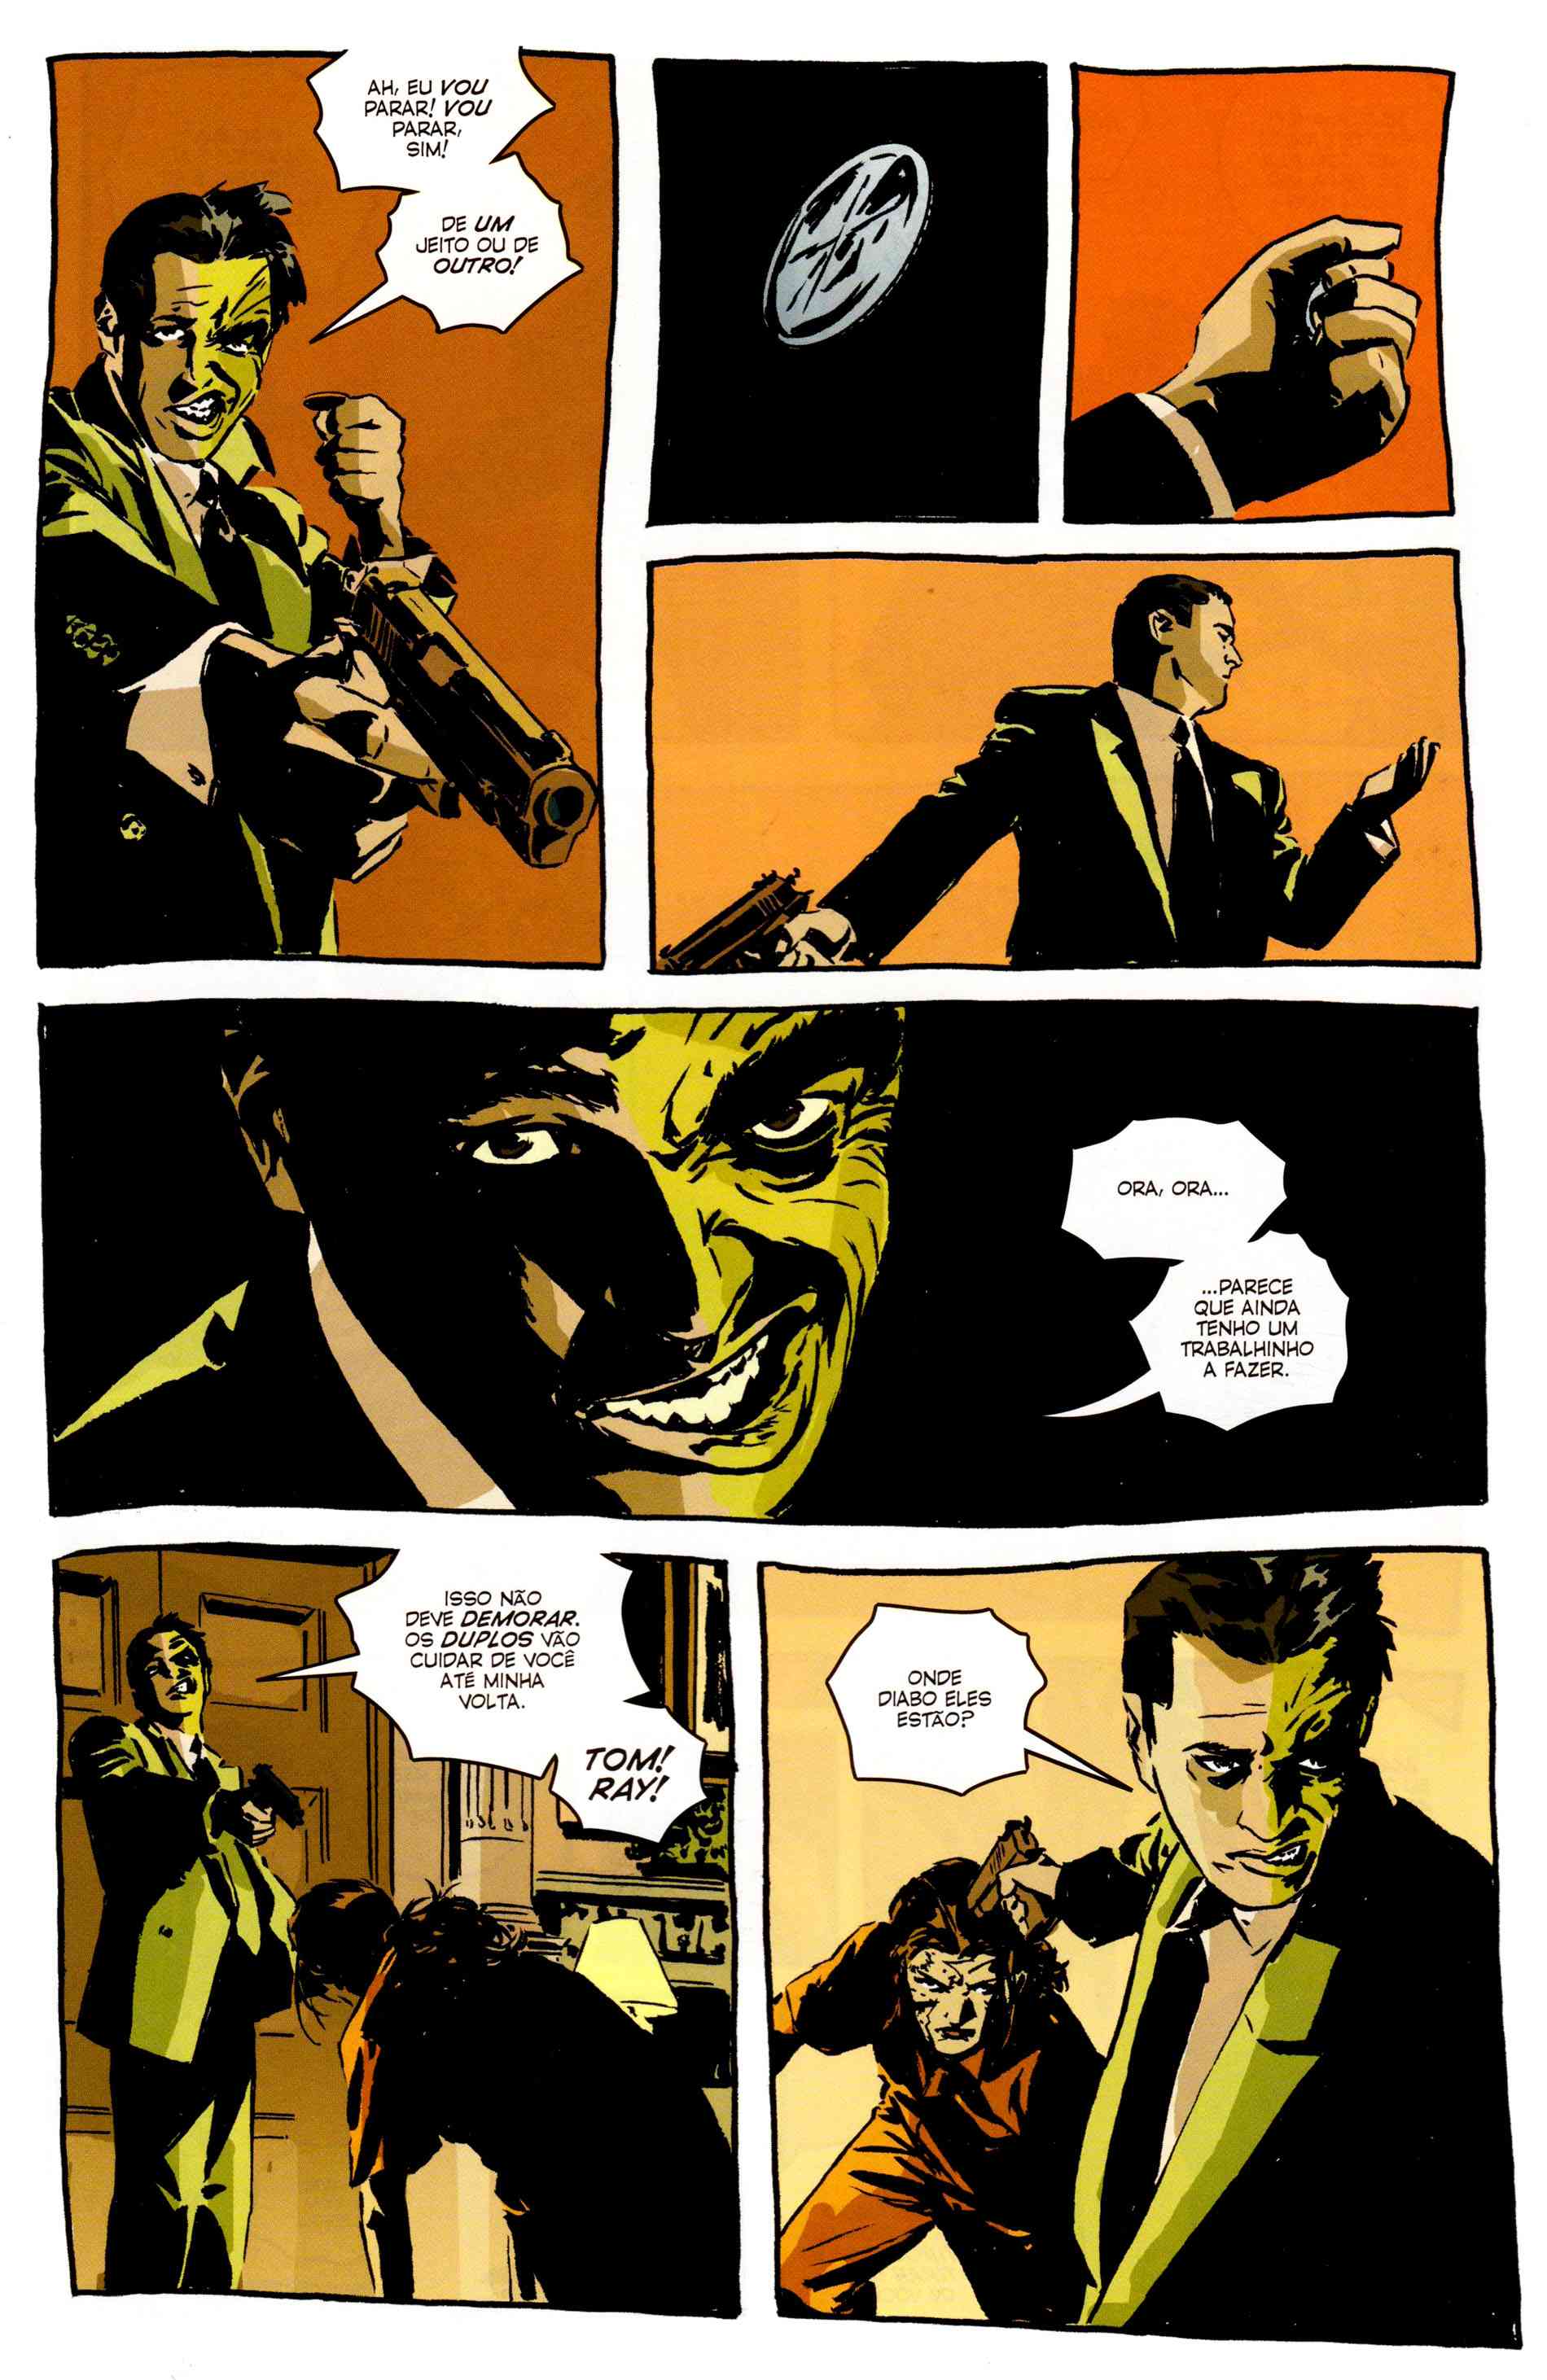 AH, EU VOU
PARAR! VOU
PARAR,
SIM!
DE UM
JEITO OU DE
OUTRO!
ORA, ORA...
...PARECE
QUE AINDA
TENHO UM
TRABALHINHO
A FAZER.
ISSO NÃO
DEVE DEMORAR.
OS DUPLOS VÃO
CUIDAR DE VOCÊ
ATÉ MINHA
VOLTA.
TOM!
RAY!
ONDE
DIABO ELES
ESTÃO?